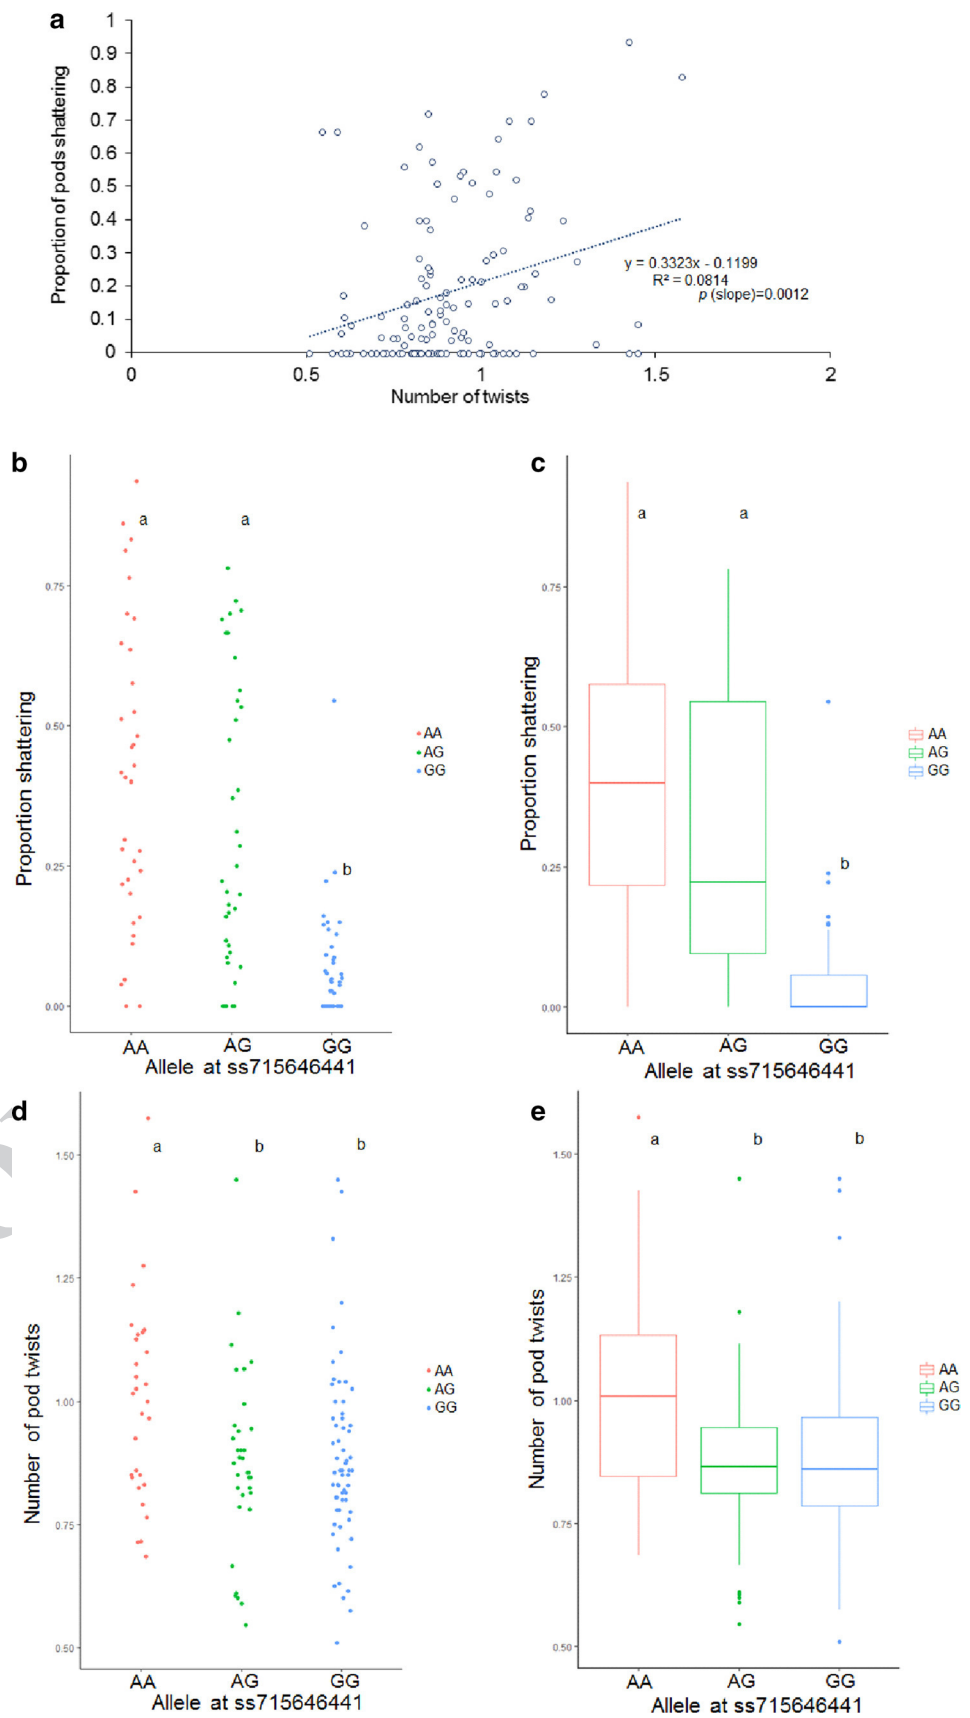 a
1
0.9
0.8
0.7
0.6
0.5
0.4
0.3
0.2
0.1
0
Proportion of pods shattering
y = 0.3323x - 0.1199
R² = 0.0814
p (slope)=0.0012
0 0.5 1 1.5 2
Number of twists
b
Proportion shattering
0.75
0.50
0.25
0.00
a a b
AA
AG
GG
AA AG GG
Allele at ss715646441
c
Proportion shattering
0.75
0.50
0.25
0.00
a a b
AA
AG
GG
AA AG GG
Allele at ss715646441
d
Number of pod twists
1.50
1.25
1.00
0.75
0.50
a b b
AA
AG
GG
AA AG GG
Allele at ss715646441
e
Number of pod twists
1.50
1.25
1.00
0.75
0.50
a b b
AA
AG
GG
AA AG GG
Allele at ss715646441